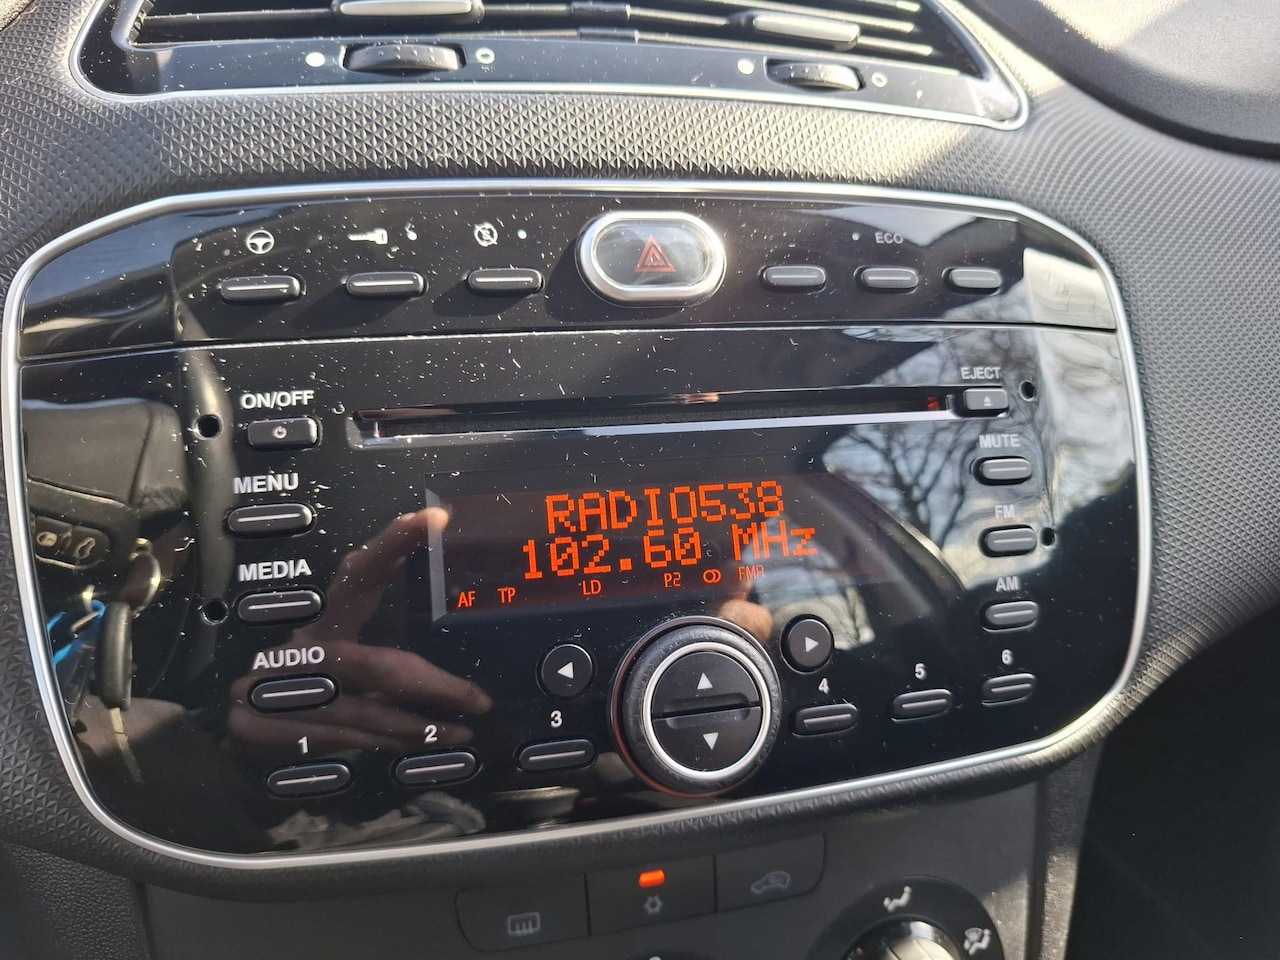 ECO
EJECT
ON/OFF
MUTE
MENU
RADIO538
102.60 MHz
FM
MEDIA
AF TP LD P2 FMA
AM
AUDIO
1 2 3 4 5 6